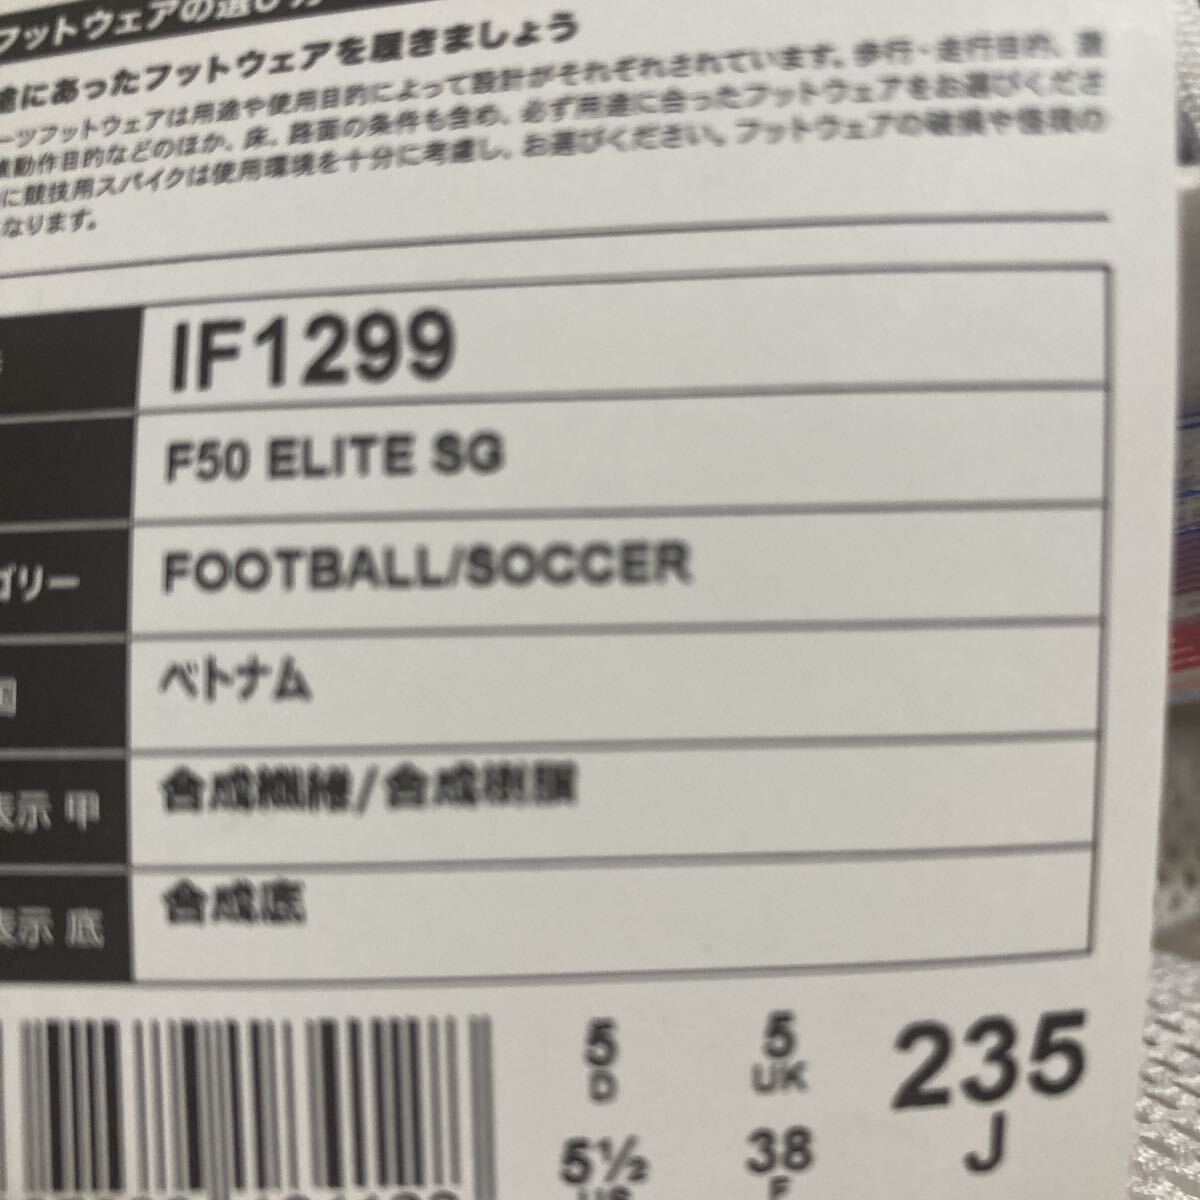 フットウェアの選び方
途にあったフットウェアを履きましょう
ーツフットウェアは用途や使用目的によって設計がそれぞれされています。歩行・走行目的、
動作目的などのほか、床、路面の条件も含め、必ず用途に合ったフットウェアをお選びくださ
に競技用スパイクは使用環境を十分に考慮し、お選びください。フットウェアの破損や怪我の
なります。
IF1299
F50 ELITE SG
ゴリー FOOTBALL/SOCCER
国 ベトナム
表示 甲 合成繊維/合成樹脂
表示 底 合成底
5 D
5 UK
235 J
5½ US
38 F